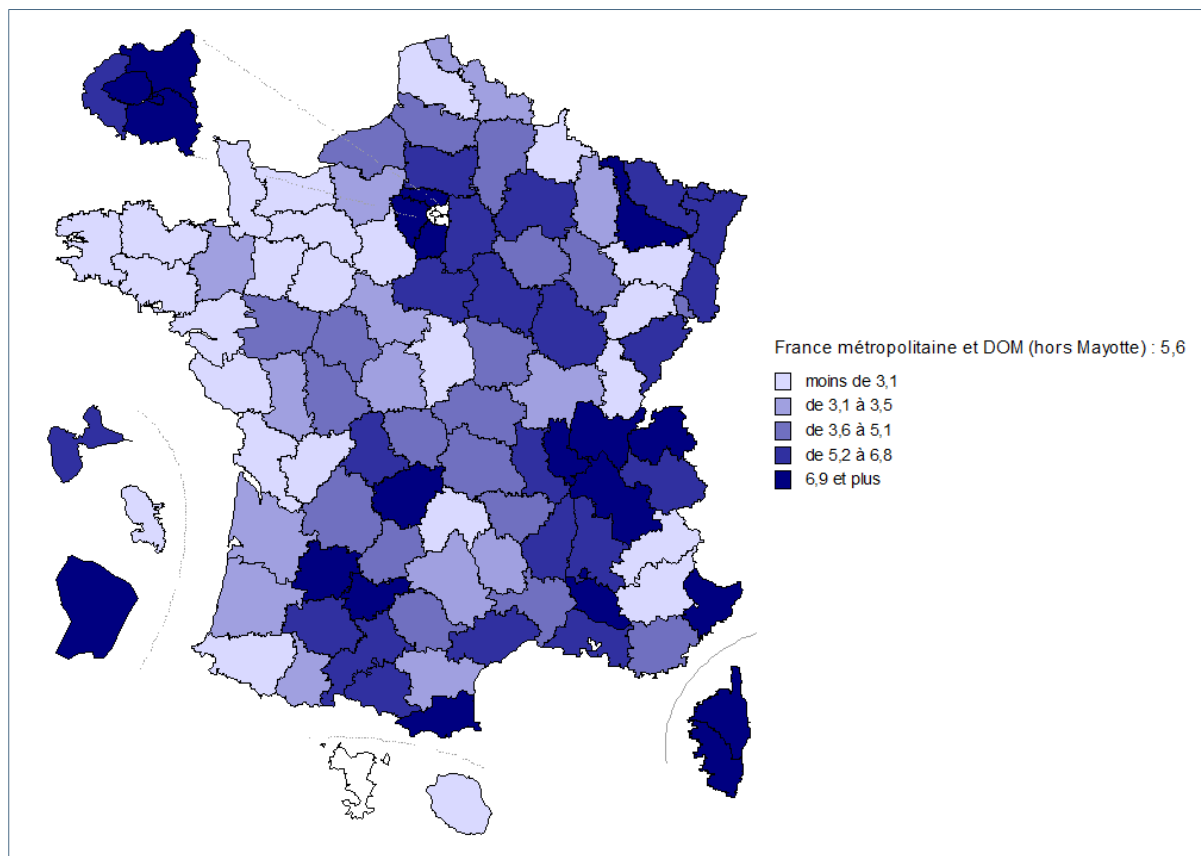 France métropolitaine et DOM (hors Mayotte) : 5,6
moins de 3,1
de 3,1 à 3,5
de 3,6 à 5,1
de 5,2 à 6,8
6,9 et plus